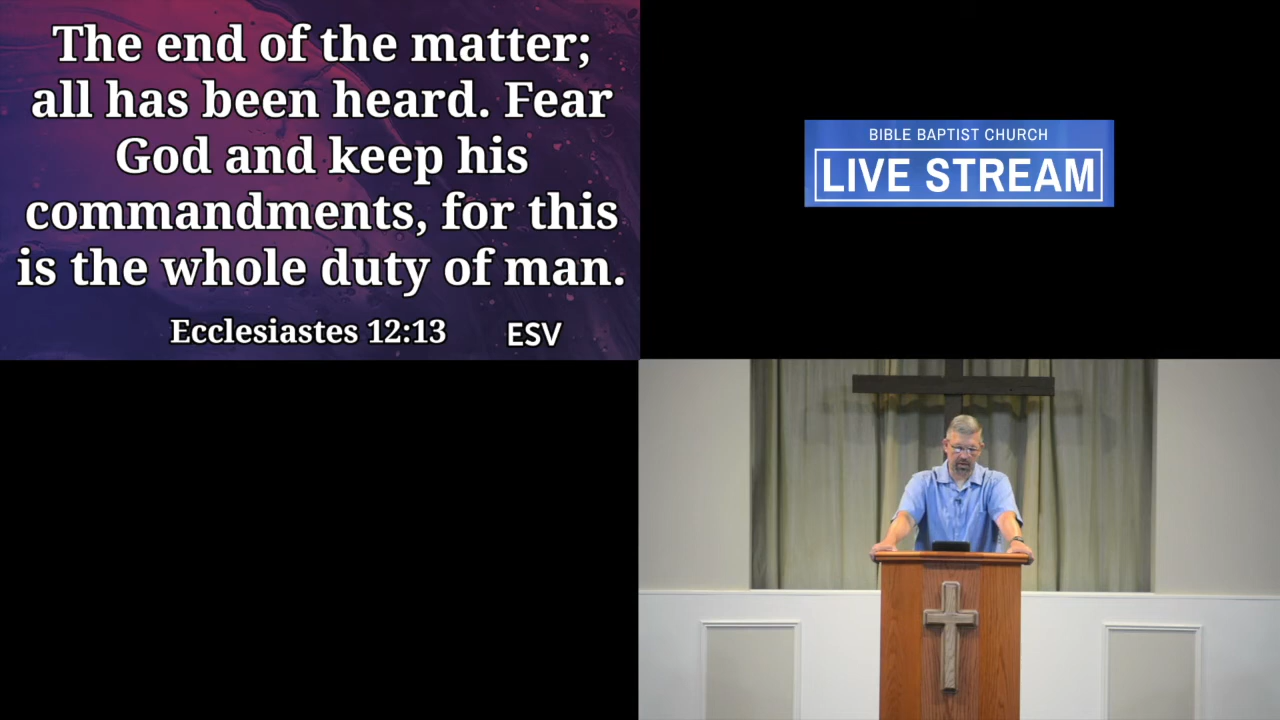 The end of the matter;
all has been heard. Fear
God and keep his
commandments, for this
is the whole duty of man.
Ecclesiastes 12:13 ESV
BIBLE BAPTIST CHURCH
LIVE STREAM